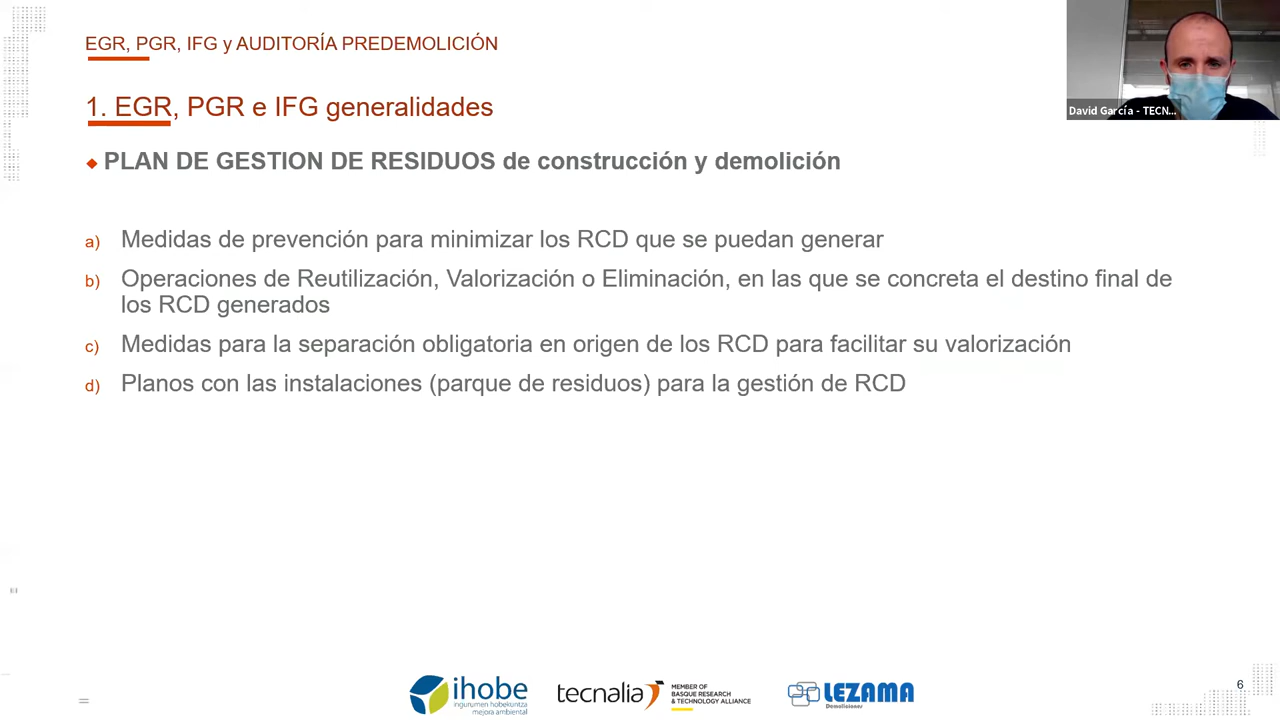 EGR, PGR, IFG y AUDITORÍA PREDEMOLICIÓN
David García - TECN...
1. EGR, PGR e IFG generalidades
PLAN DE GESTION DE RESIDUOS de construcción y demolición
a) Medidas de prevención para minimizar los RCD que se puedan generar
b) Operaciones de Reutilización, Valorización o Eliminación, en las que se concreta el destino final de
los RCD generados
c) Medidas para la separación obligatoria en origen de los RCD para facilitar su valorización
d) Planos con las instalaciones (parque de residuos) para la gestión de RCD
ihobe
ingurumen hobekuntza
mejora ambiental
tecnalia
MEMBER OF
BASQUE RESEARCH
& TECHNOLOGY ALLIANCE
LEZAMA
Demoliciones
6